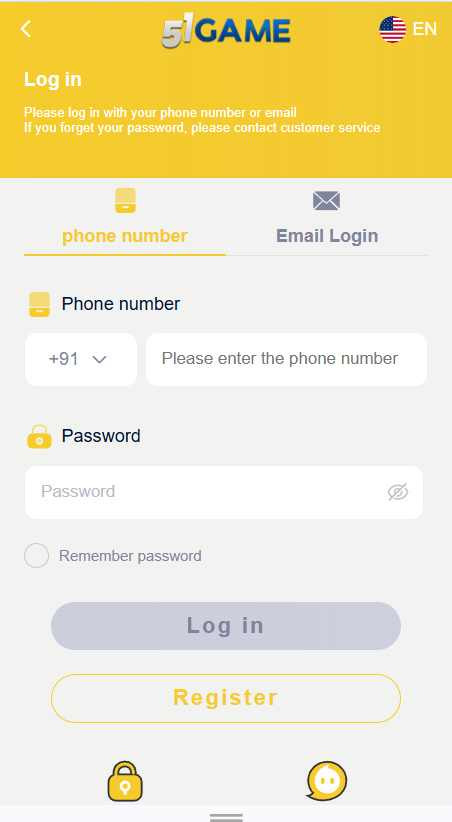 51GAME
EN
Log in
Please log in with your phone number or email
If you forget your password, please contact customer service
phone number
Email Login
Phone number
+91
Please enter the phone number
Password
Password
Remember password
Log in
Register